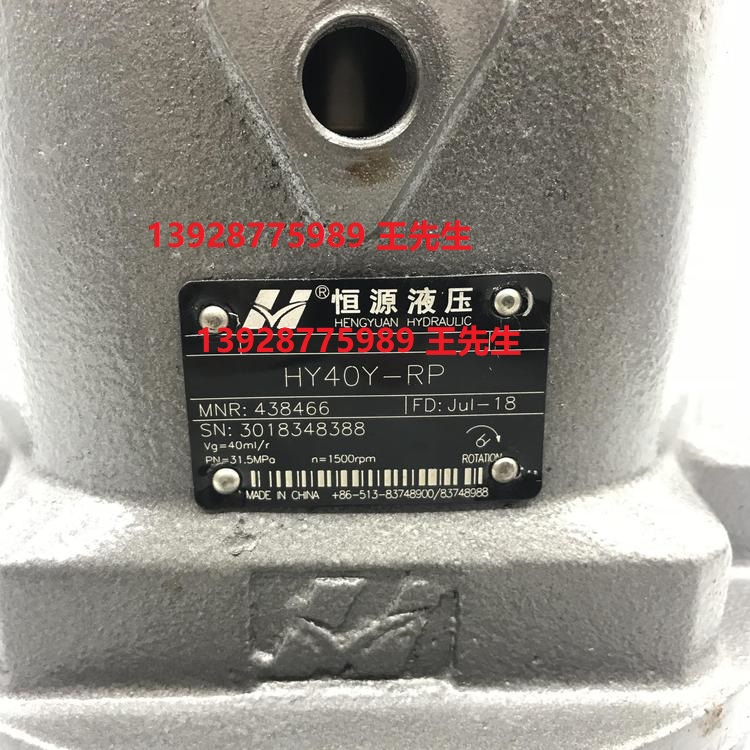 13928775989 王先生
® 恒源液压
HENGYUAN HYDRAULIC
13928775989 王先生
HY40Y-RP
MNR: 438466 FD: Jul-18
SN: 3018348388
Vg=40ml/r
PN=31.5MPa n=1500rpm ROTATION
MADE IN CHINA +86-513-83748900/83748988